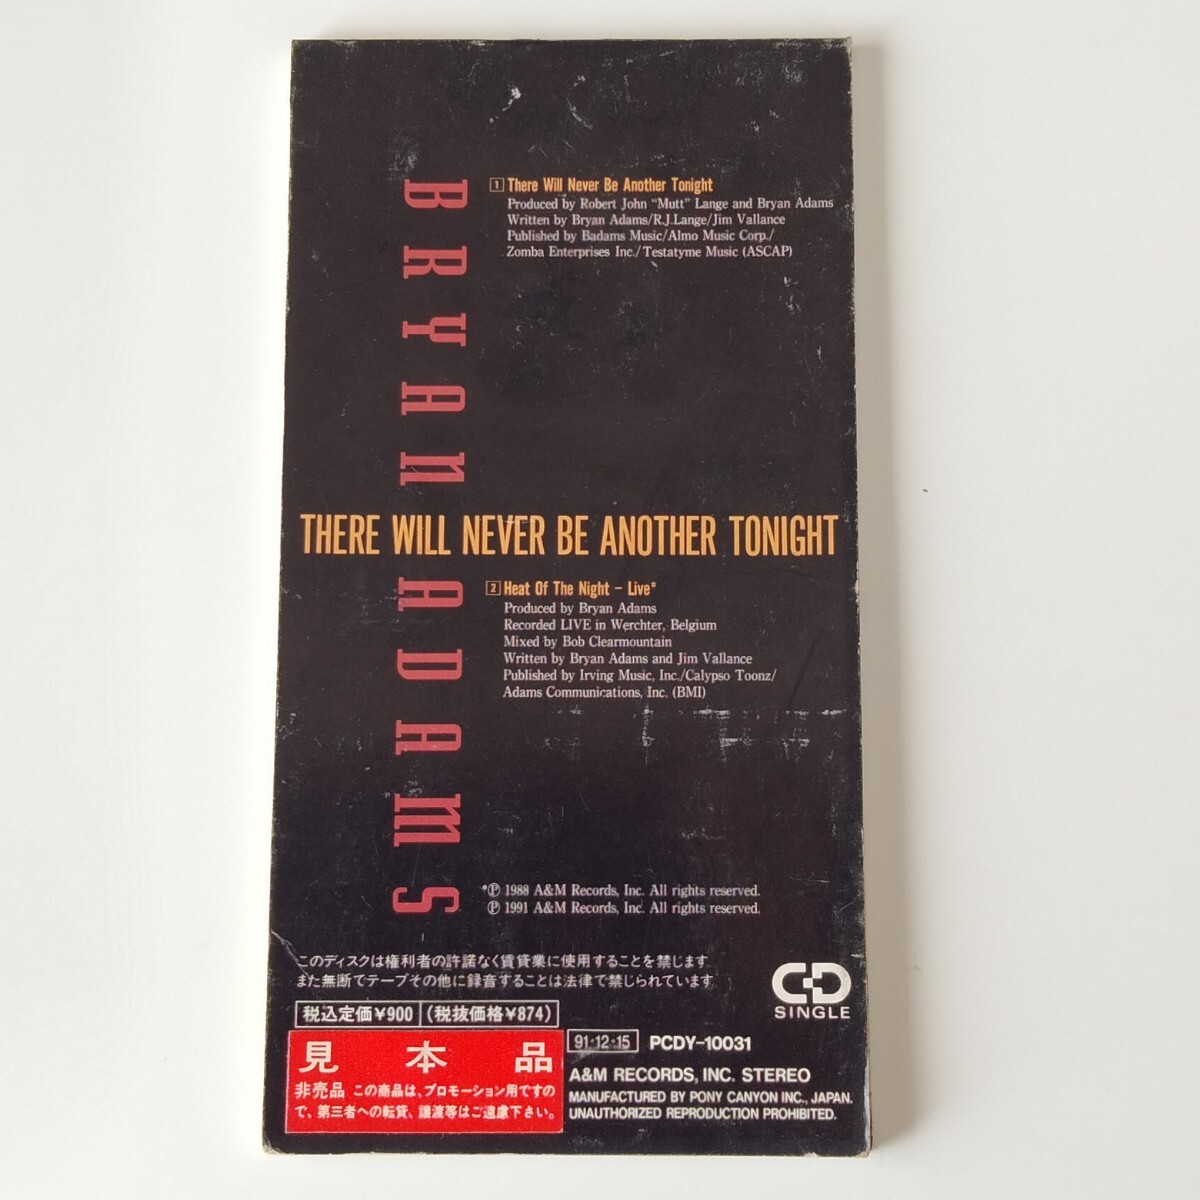 BRYAN ADAMS
1 There Will Never Be Another Tonight
Produced by Robert John "Mutt" Lange and Bryan Adams
Written by Bryan Adams/R.J.Lange/Jim Vallance
Published by Badams Music/Almo Music Corp./
Zomba Enterprises Inc./Testatyme Music (ASCAP)
THERE WILL NEVER BE ANOTHER TONIGHT
2 Heat Of The Night – Live*
Produced by Bryan Adams
Recorded LIVE in Werchter, Belgium
Mixed by Bob Clearmountain
Written by Bryan Adams and Jim Vallance
Published by Irving Music, Inc./Calypso Toonz/
Adams Communications, Inc. (BMI)
*Ⓟ 1988 A&M Records, Inc. All rights reserved.
Ⓟ 1991 A&M Records, Inc. All rights reserved.
このディスクは権利者の許諾なく賃貸業に使用することを禁じます
また無断でテープその他に録音することは法律で禁じられています
CD
SINGLE
税込定価¥900 (税抜価格¥874)
見本品
非売品 この商品は、プロモーション用ですの
で、第三者への転貸、譲渡等はご遠慮下さい。
91・12・15 PCDY-10031
A&M RECORDS, INC. STEREO
MANUFACTURED BY PONY CANYON INC., JAPAN.
UNAUTHORIZED REPRODUCTION PROHIBITED.